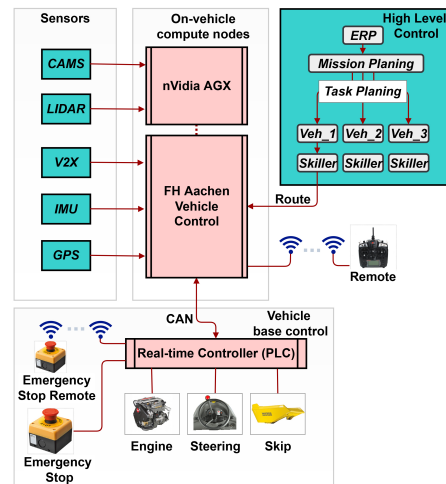 Sensors
On-vehicle
compute nodes
High Level
Control
ERP
Mission Planing
Task Planing
Veh_1
Veh_2
Veh_3
Skiller
Skiller
Skiller
CAMS
LIDAR
V2X
IMU
GPS
nVidia AGX
FH Aachen
Vehicle
Control
Route
Remote
CAN
Vehicle
base control
Real-time Controller (PLC)
Emergency
Stop Remote
Emergency
Stop
Engine
Steering
Skip